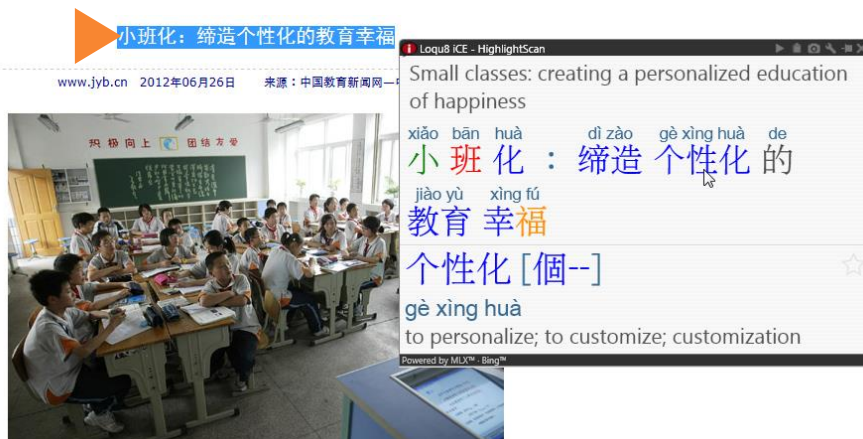 小班化：缔造个性化的教育幸福
www.jyb.cn 2012年06月26日 来源：中国教育新闻网—中
积极向上 团结友爱
Loqu8 iCE - HighlightScan
Small classes: creating a personalized education
of happiness
xiǎo bān huà dì zào gè xìng huà de
小 班 化 ： 缔造 个性化 的
jiào yù xìng fú
教育 幸福
个性化 [個--]
gè xìng huà
to personalize; to customize; customization
Powered by MLX™ · Bing™